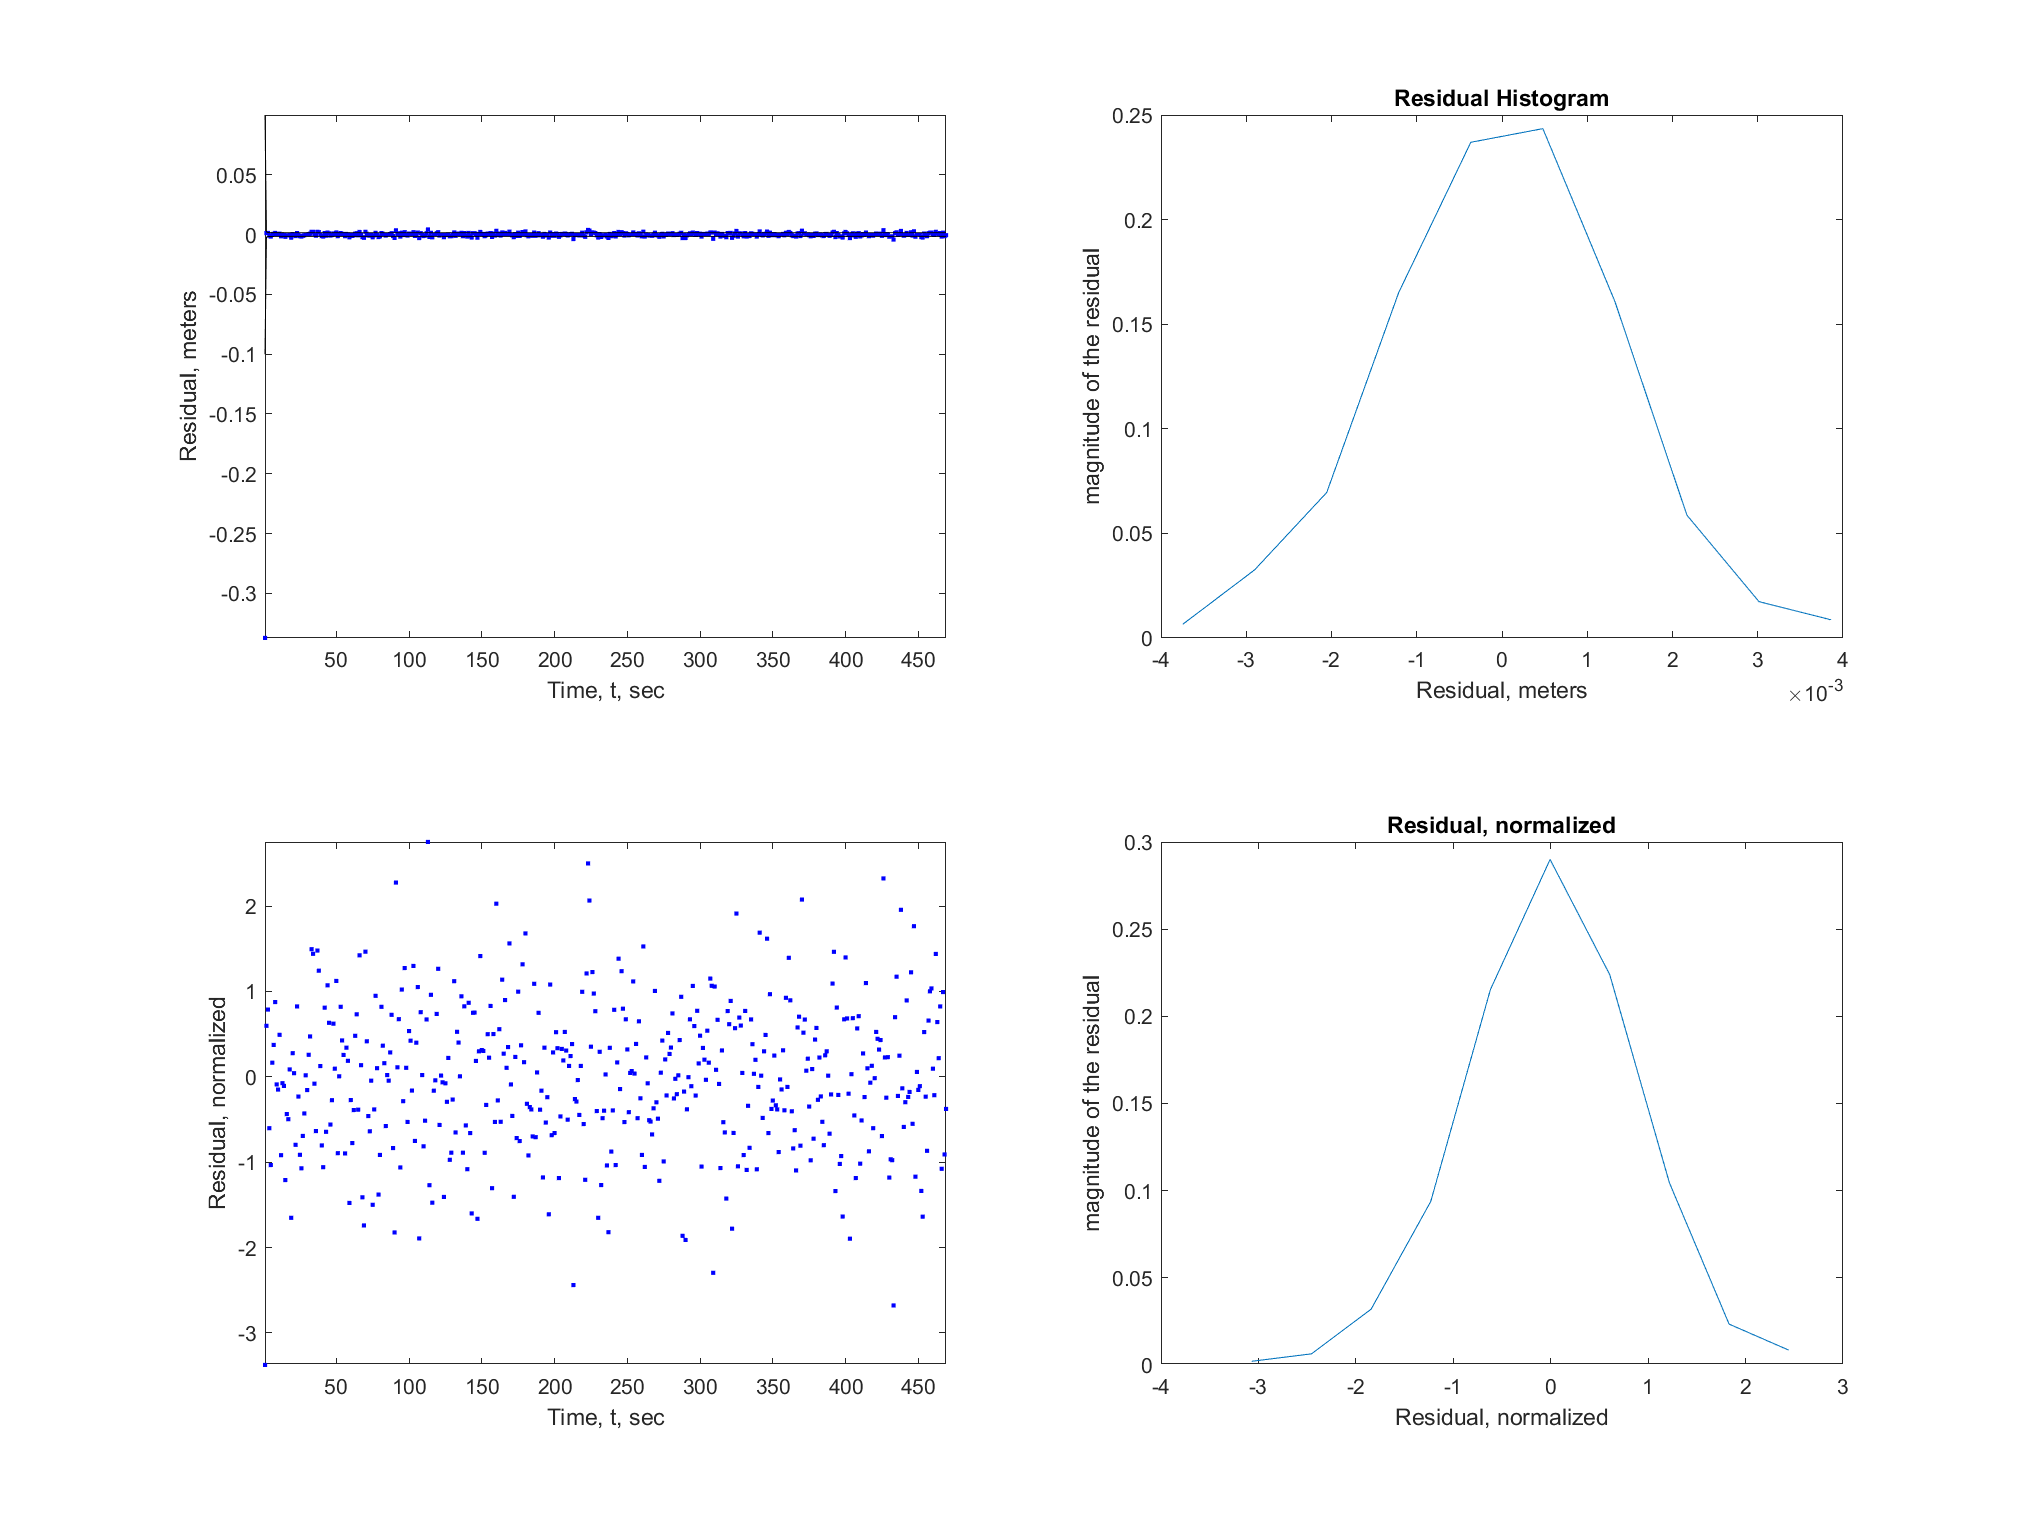 0.05
0
-0.05
-0.1
-0.15
-0.2
-0.25
-0.3
Residual, meters
50 100 150 200 250 300 350 400 450
Time, t, sec
Residual Histogram
0.25
0.2
0.15
0.1
0.05
0
magnitude of the residual
-4 -3 -2 -1 0 1 2 3 4
Residual, meters
×10-3
2
1
0
-1
-2
-3
Residual, normalized
50 100 150 200 250 300 350 400 450
Time, t, sec
Residual, normalized
0.3
0.25
0.2
0.15
0.1
0.05
0
magnitude of the residual
-4 -3 -2 -1 0 1 2 3
Residual, normalized